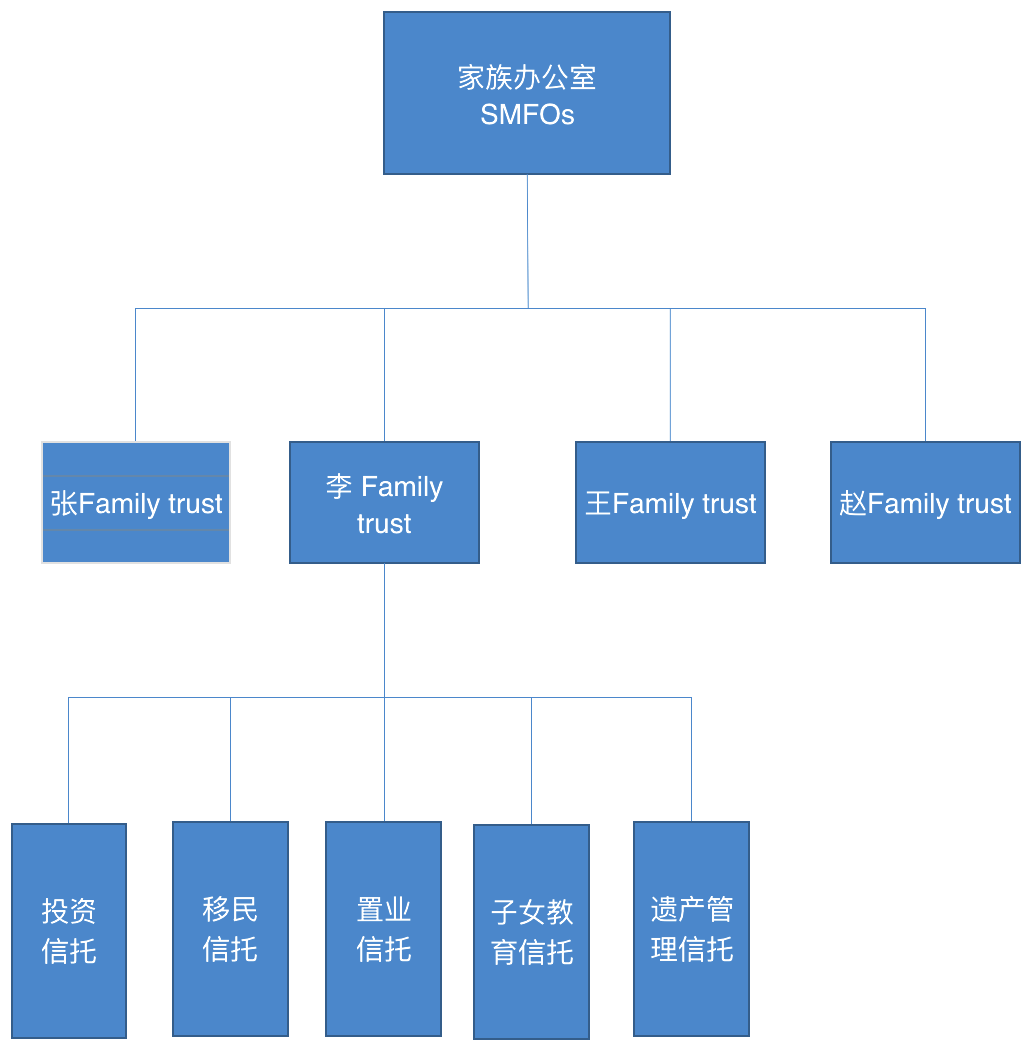 家族办公室
SMFOs
张Family trust
李 Family
trust
王Family trust
赵Family trust
投资
信托
移民
信托
置业
信托
子女教
育信托
遗产管
理信托